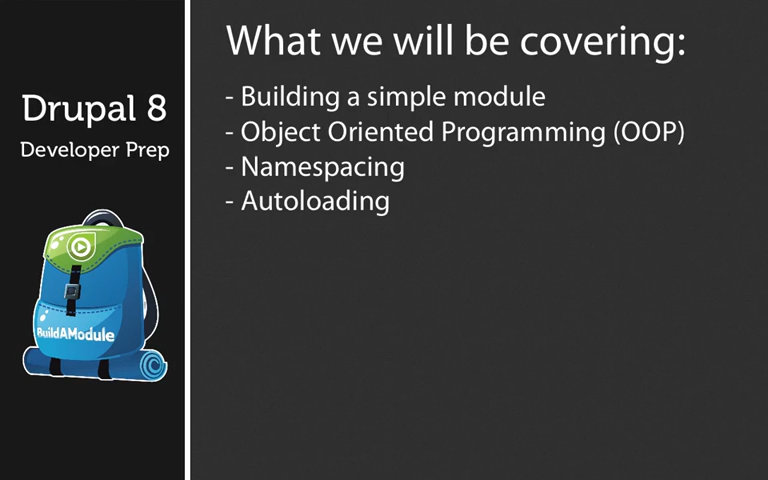 Drupal 8
Developer Prep
BuildAModule
What we will be covering:
- Building a simple module
- Object Oriented Programming (OOP)
- Namespacing
- Autoloading